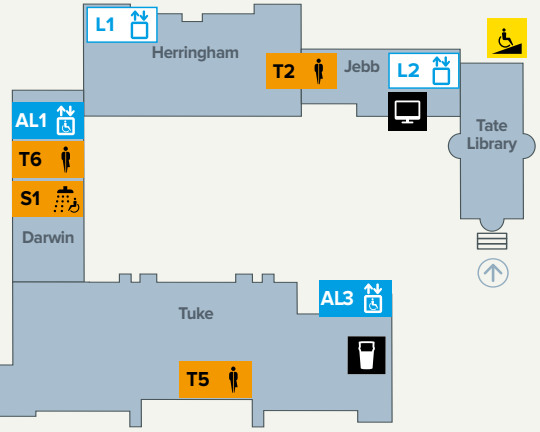 L1
Herringham
T2
Jebb
L2
AL1
T6
S1
Darwin
Tate
Library
AL3
Tuke
T5